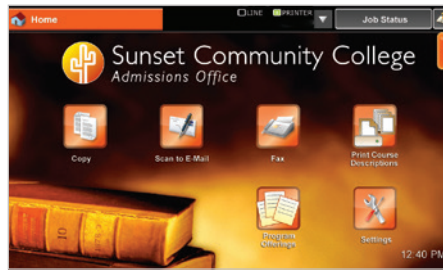 Home
LINE PRINTER
Job Status
Sunset Community College
Admissions Office
Copy
Scan to E-Mail
Fax
Print Course
Descriptions
Program
Offerings
Settings
12:40 PM
10